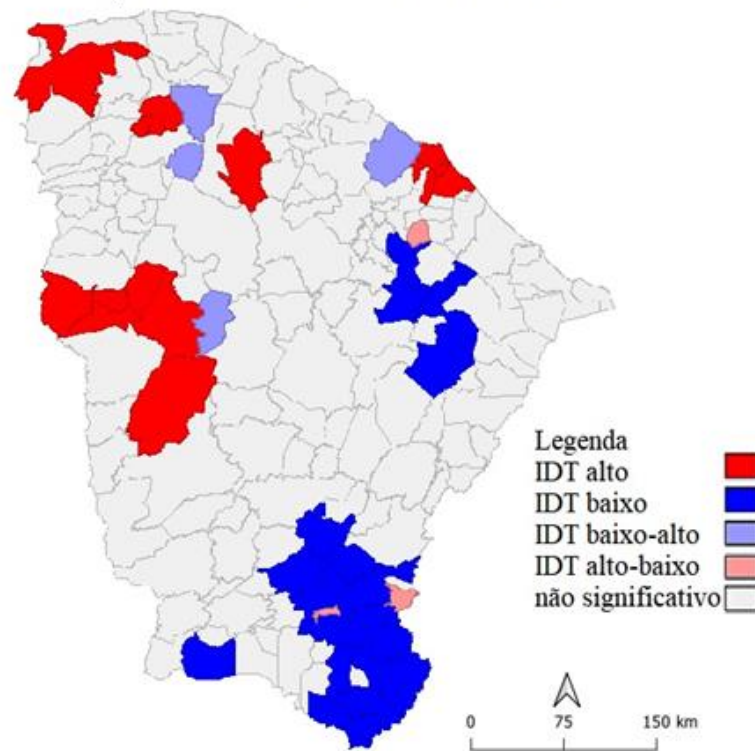 Legenda
IDT alto
IDT baixo
IDT baixo-alto
IDT alto-baixo
não significativo
0 75 150 km